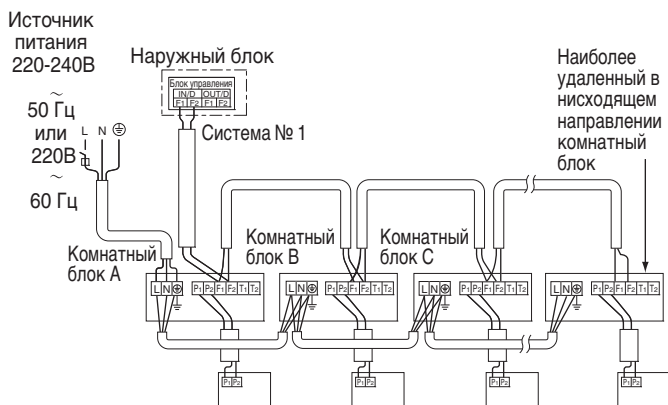 Источник
питания
220-240В
~
50 Гц
или
220В
~
60 Гц
L N
Наружный блок
Блок управления
IN/D OUT/D
F1 F2 F1 F2
Система № 1
Наиболее
удаленный в
нисходящем
направлении
комнатный
блок
Комнатный
блок A
Комнатный
блок B
Комнатный
блок C
L N P1 P2 F1 F2 T1 T2
L N P1 P2 F1 F2 T1 T2
L N P1 P2 F1 F2 T1 T2
L N P1 P2 F1 F2 T1 T2
P1 P2
P1 P2
P1 P2
P1 P2